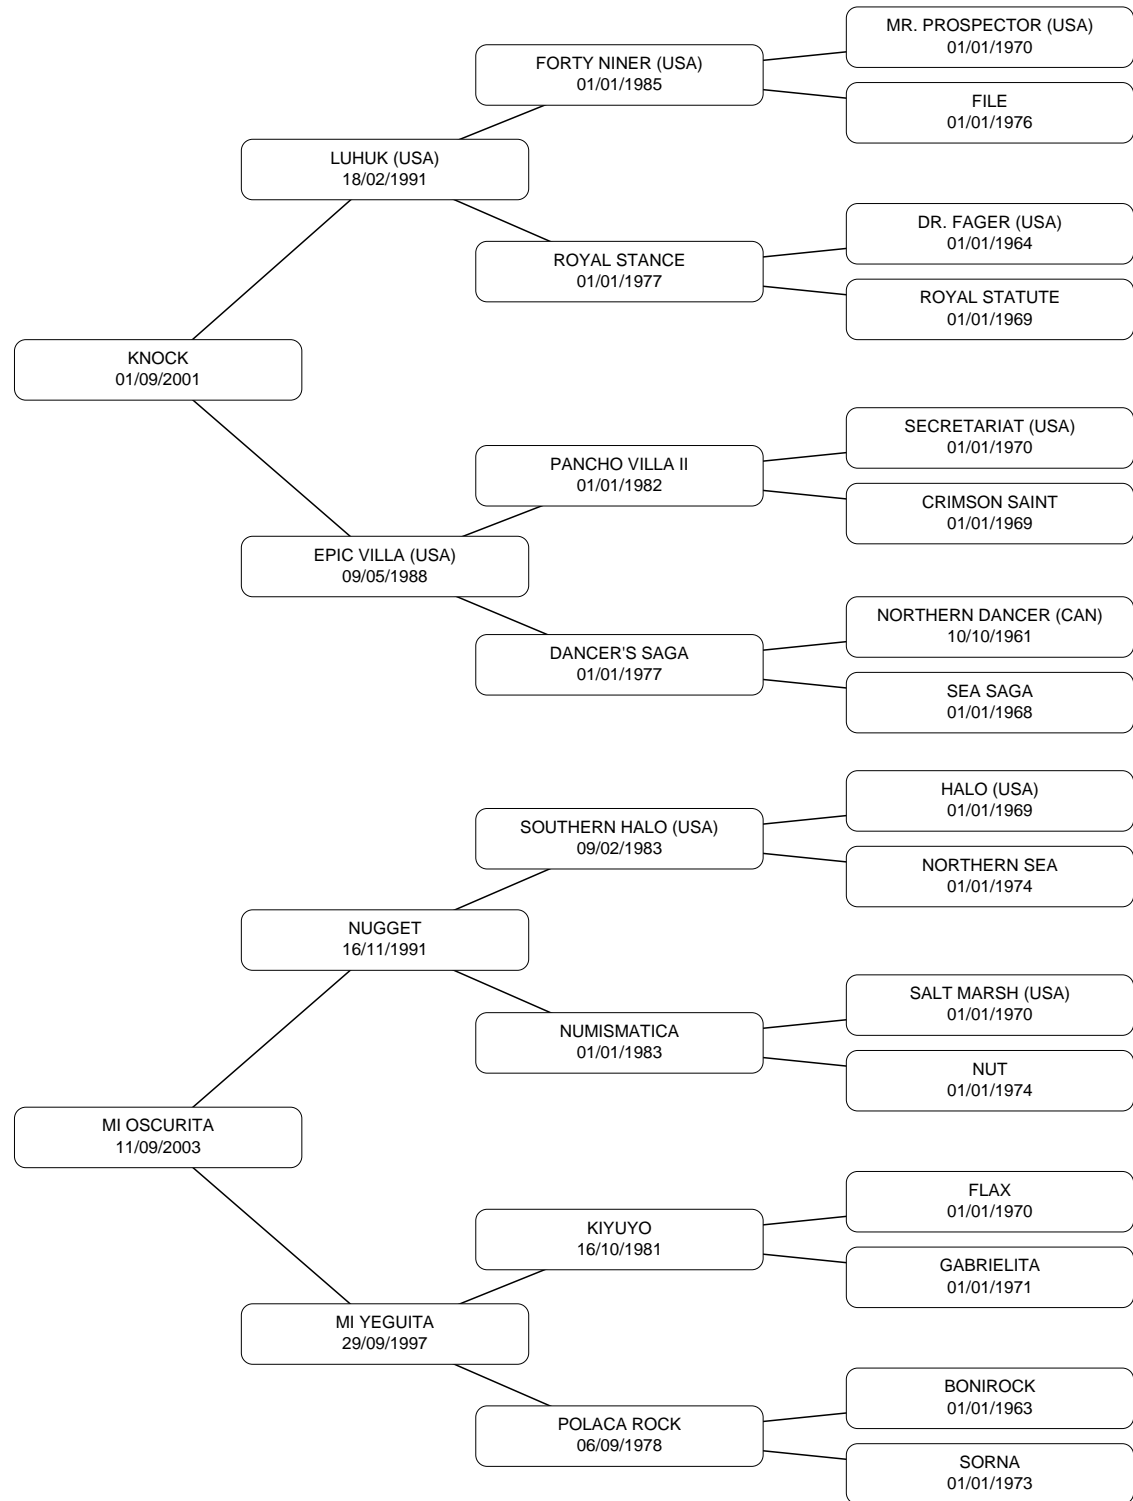 MR. PROSPECTOR (USA)
01/01/1970
FORTY NINER (USA)
01/01/1985
FILE
01/01/1976
LUHUK (USA)
18/02/1991
DR. FAGER (USA)
01/01/1964
ROYAL STANCE
01/01/1977
ROYAL STATUTE
01/01/1969
KNOCK
01/09/2001
SECRETARIAT (USA)
01/01/1970
PANCHO VILLA II
01/01/1982
CRIMSON SAINT
01/01/1969
EPIC VILLA (USA)
09/05/1988
NORTHERN DANCER (CAN)
10/10/1961
DANCER'S SAGA
01/01/1977
SEA SAGA
01/01/1968
HALO (USA)
01/01/1969
SOUTHERN HALO (USA)
09/02/1983
NORTHERN SEA
01/01/1974
NUGGET
16/11/1991
SALT MARSH (USA)
01/01/1970
NUMISMATICA
01/01/1983
NUT
01/01/1974
MI OSCURITA
11/09/2003
FLAX
01/01/1970
KIYUYO
16/10/1981
GABRIELITA
01/01/1971
MI YEGUITA
29/09/1997
BONIROCK
01/01/1963
POLACA ROCK
06/09/1978
SORNA
01/01/1973